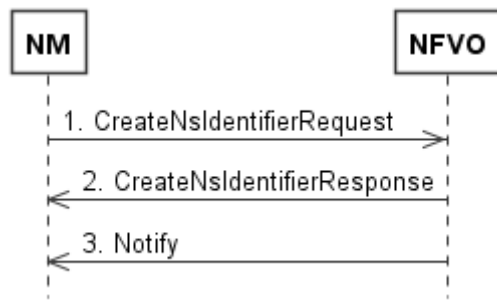 NM
NFVO
1. CreateNsIdentifierRequest
2. CreateNsIdentifierResponse
3. Notify